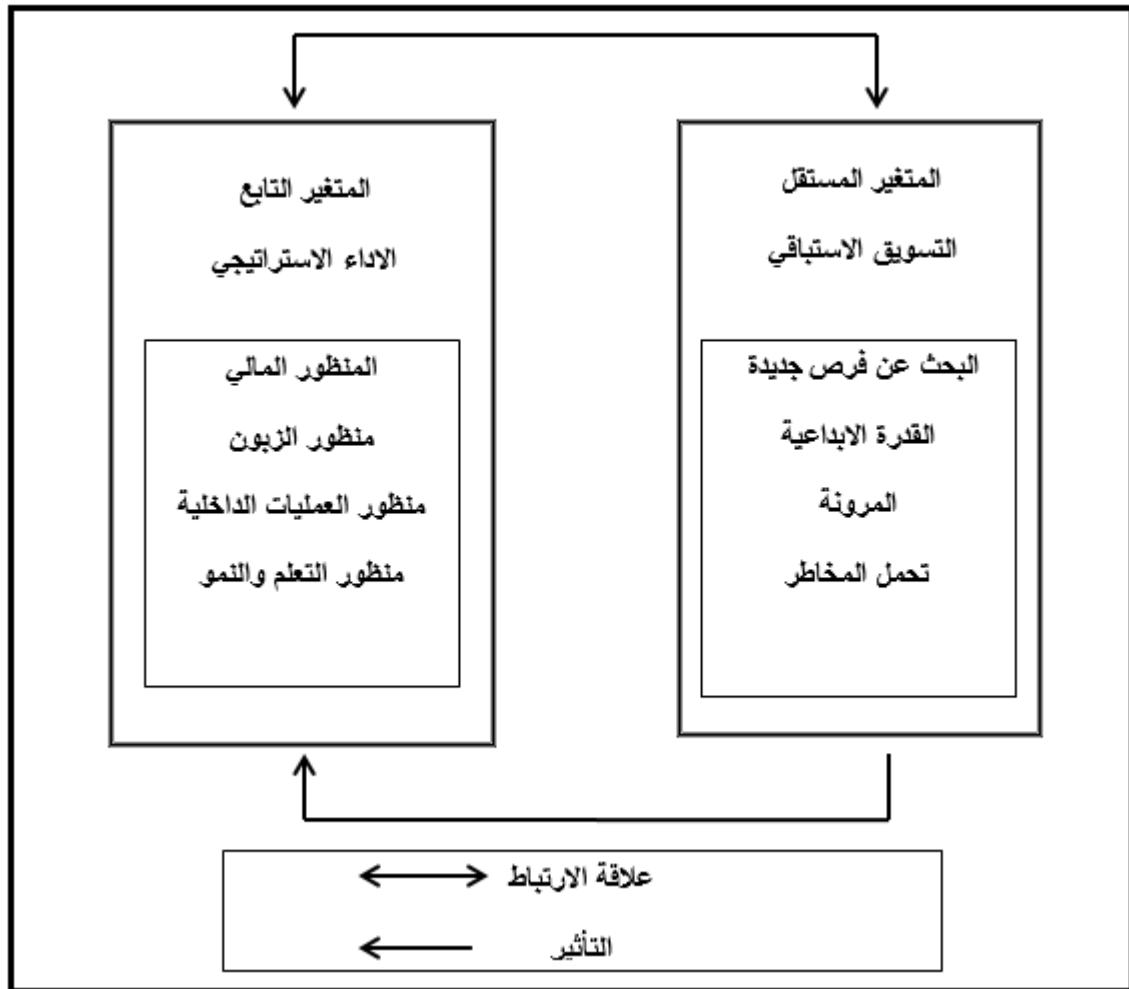 المتغير المستقل
التسويق الاستباقي
البحث عن فرص جديدة
القدرة الابداعية
المرونة
تحمل المخاطر
المتغير التابع
الاداء الاستراتيجي
المنظور المالي
منظور الزبون
منظور العمليات الداخلية
منظور التعلم والنمو
علاقة الارتباط
التأثير